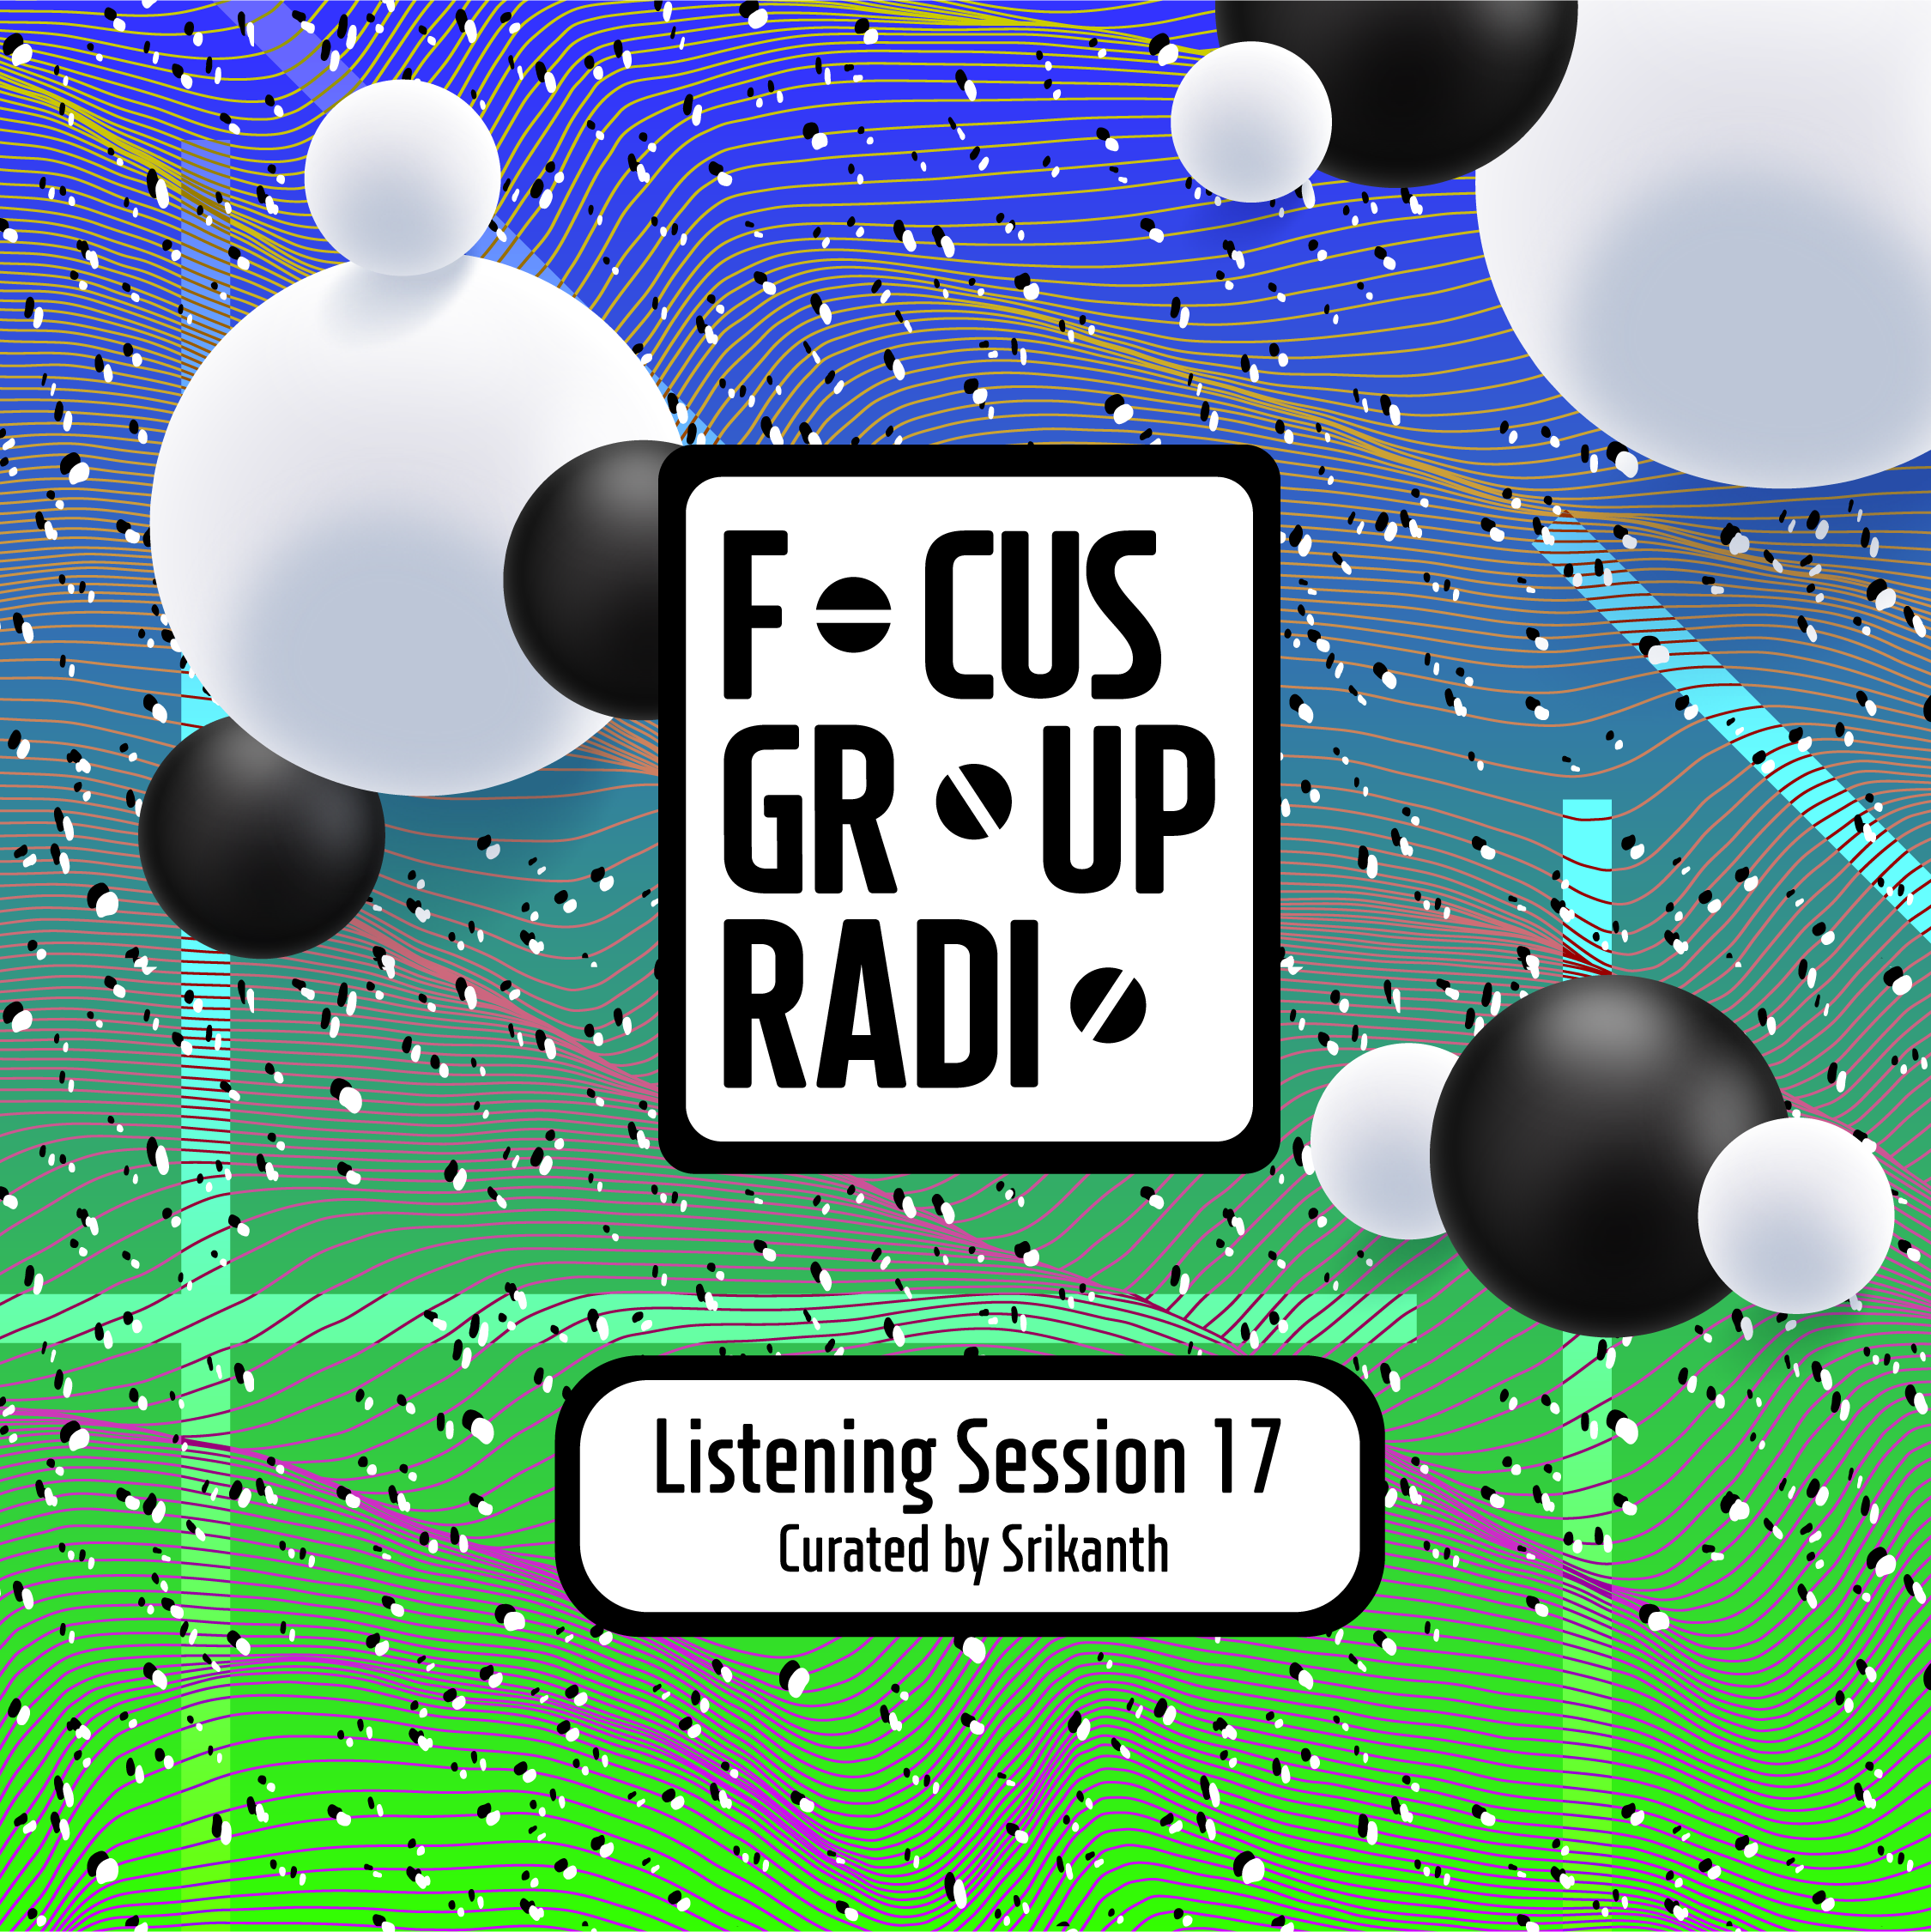 FOCUS
GROUP
RADIO
Listening Session 17
Curated by Srikanth